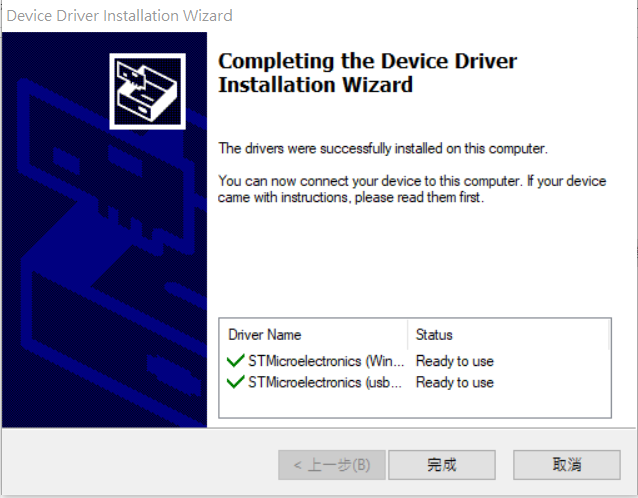 Device Driver Installation Wizard
Completing the Device Driver
Installation Wizard
The drivers were successfully installed on this computer.
You can now connect your device to this computer. If your device
came with instructions, please read them first.
Driver Name Status
STMicroelectronics (Win... Ready to use
STMicroelectronics (usb... Ready to use
< 上一步(B) 完成 取消